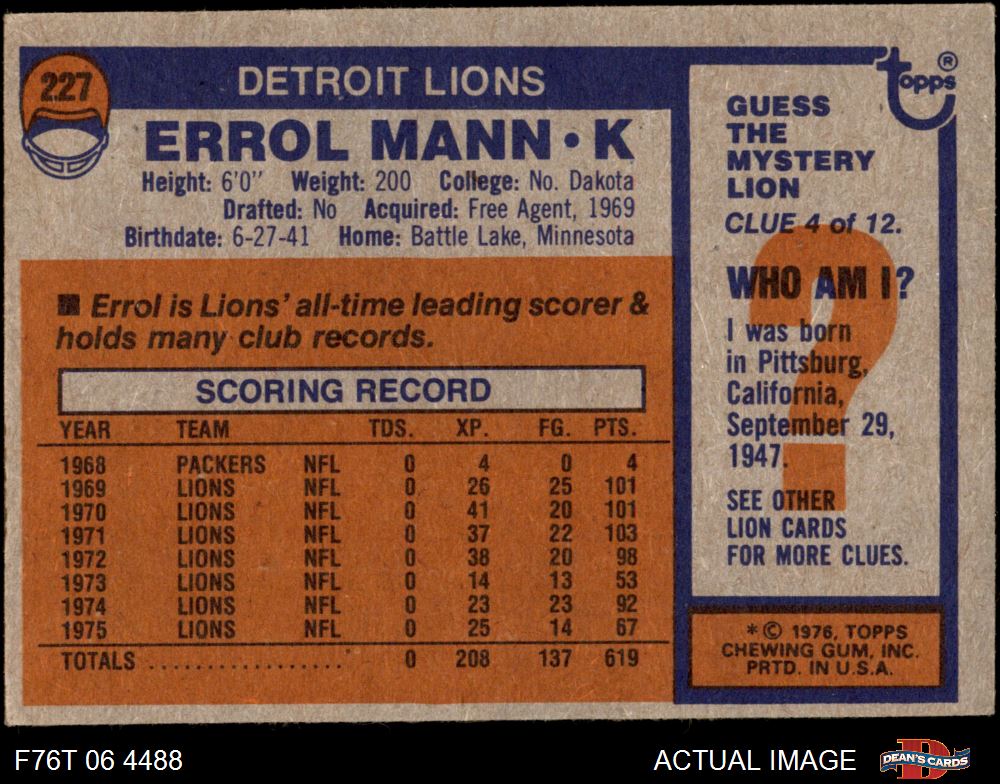 227
DETROIT LIONS
ERROL MANN • K
Height: 6'0" Weight: 200 College: No. Dakota
Drafted: No Acquired: Free Agent, 1969
Birthdate: 6-27-41 Home: Battle Lake, Minnesota
■ Errol is Lions' all-time leading scorer &
holds many club records.
SCORING RECORD
YEAR TEAM TDS. XP. FG. PTS.
1968 PACKERS NFL 0 4 0 4
1969 LIONS NFL 0 26 25 101
1970 LIONS NFL 0 41 20 101
1971 LIONS NFL 0 37 22 103
1972 LIONS NFL 0 38 20 98
1973 LIONS NFL 0 14 13 53
1974 LIONS NFL 0 23 23 92
1975 LIONS NFL 0 25 14 67
TOTALS .................. 0 208 137 619
topps ®
GUESS
THE
MYSTERY
LION
CLUE 4 of 12.
?
WHO AM I?
I was born
in Pittsburg,
California,
September 29,
1947.
SEE OTHER
LION CARDS
FOR MORE CLUES.
*© 1976, TOPPS
CHEWING GUM, INC.
PRTD. IN U.S.A.
F76T 06 4488
ACTUAL IMAGE
D
DEAN'S CARDS